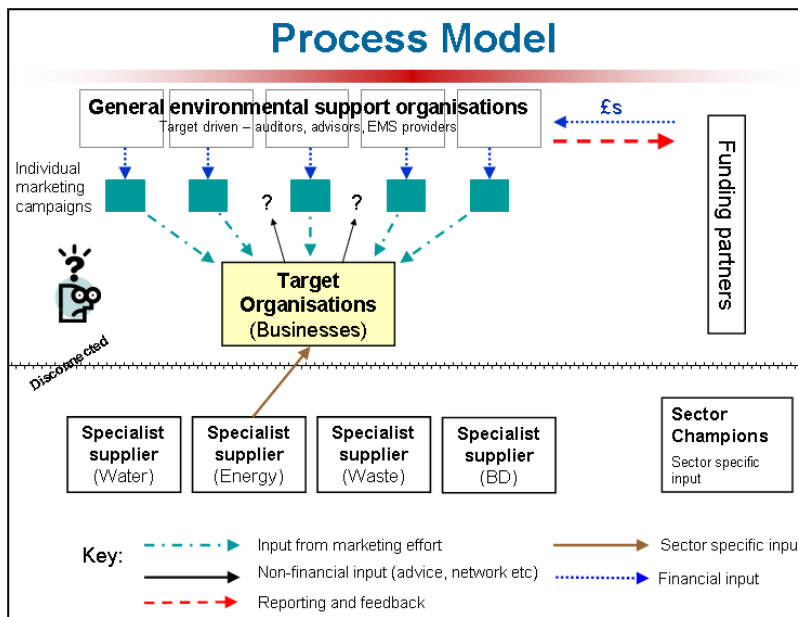 Process Model
General environmental support organisations
Target driven – auditors, advisors, EMS providers
£s
Funding partners
Individual
marketing
campaigns
?
?
?
Target
Organisations
(Businesses)
Disconnected
Specialist
supplier
(Water)
Specialist
supplier
(Energy)
Specialist
supplier
(Waste)
Specialist
supplier
(BD)
Sector
Champions
Sector specific
input
Key:
Input from marketing effort
Sector specific input
Non-financial input (advice, network etc)
Financial input
Reporting and feedback